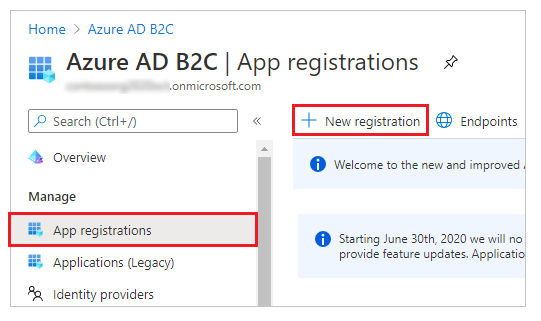 Home > Azure AD B2C
Azure AD B2C | App registrations
.onmicrosoft.com
Search (Ctrl+/)
«
New registration
Endpoints
Overview
Welcome to the new and improved
Manage
App registrations
Starting June 30th, 2020 we will no
provide feature updates. Application
Applications (Legacy)
Identity providers